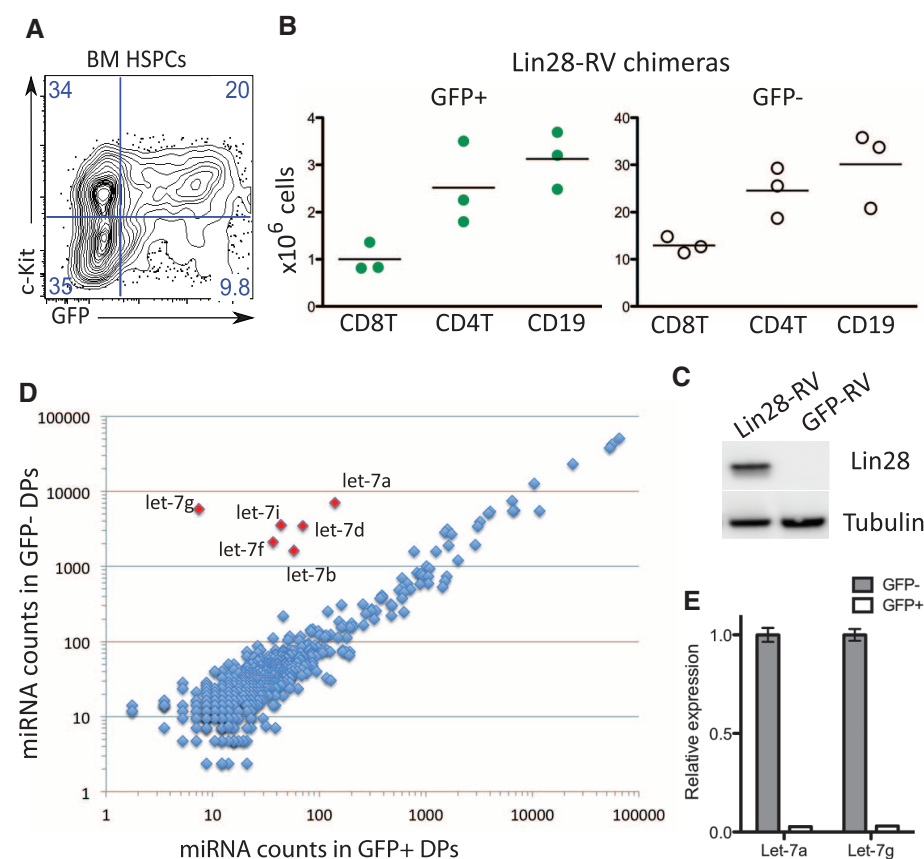 A
BM HSPCs
34
20
35
9.8
c-Kit
GFP
B
Lin28-RV chimeras
GFP+
GFP-
x10⁶ cells
4
3
2
1
0
CD8T
CD4T
CD19
40
30
20
10
0
CD8T
CD4T
CD19
C
Lin28-RV
GFP-RV
Lin28
Tubulin
D
miRNA counts in GFP- DPs
100000
10000
1000
100
10
1
let-7a
let-7g
let-7i
let-7d
let-7f
let-7b
1
10
100
1000
10000
100000
miRNA counts in GFP+ DPs
E
GFP-
GFP+
Relative expression
1.0
0.5
0.0
Let-7a
Let-7g